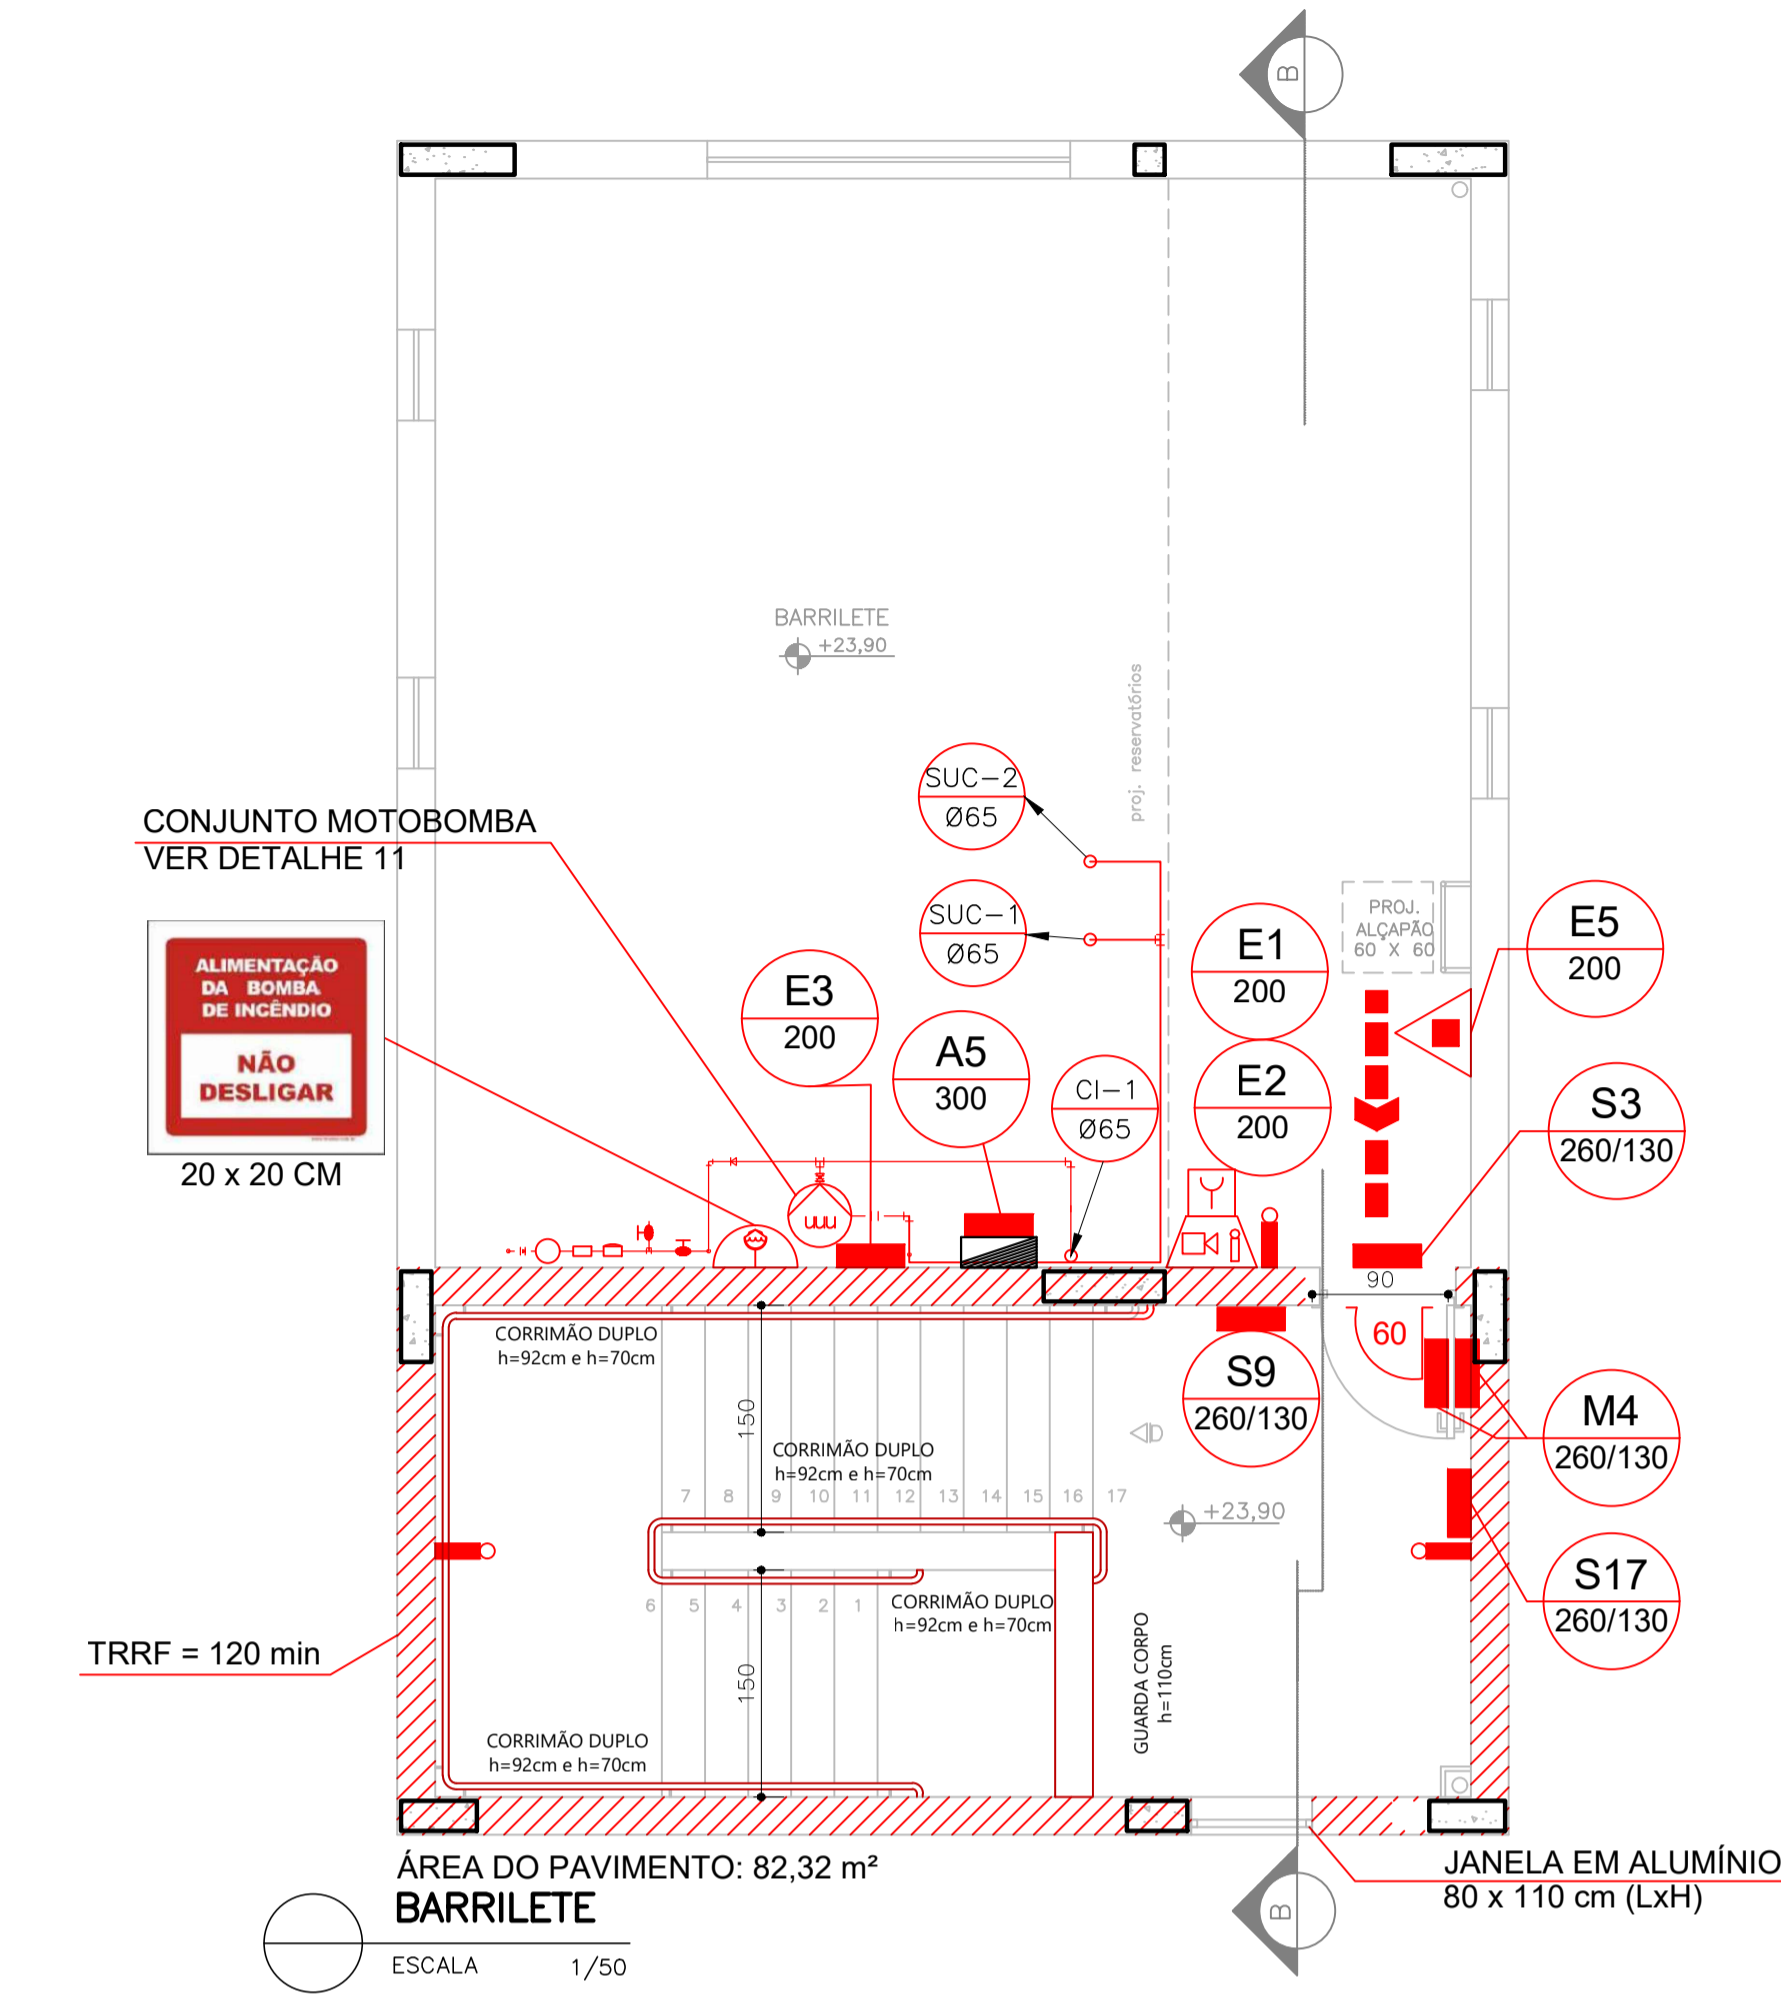 B
BARRILETE
+23,90
proj. reservatórios
SUC-2
Ø65
CONJUNTO MOTOBOMBA
VER DETALHE 11
SUC-1
Ø65
PROJ.
ALÇAPÃO
60 X 60
E5
200
E1
200
E3
200
ALIMENTAÇÃO
DA BOMBA
DE INCÊNDIO
NÃO
DESLIGAR
20 x 20 CM
A5
300
CI-1
Ø65
E2
200
S3
260/130
90
60
CORRIMÃO DUPLO
h=92cm e h=70cm
150
S9
260/130
M4
260/130
CORRIMÃO DUPLO
h=92cm e h=70cm
7 8 9 10 11 12 13 14 15 16 17
+23,90
S17
260/130
6 5 4 3 2 1
CORRIMÃO DUPLO
h=92cm e h=70cm
TRRF = 120 min
150
GUARDA CORPO
h=110cm
CORRIMÃO DUPLO
h=92cm e h=70cm
ÁREA DO PAVIMENTO: 82,32 m²
BARRILETE
ESCALA 1/50
B
JANELA EM ALUMÍNIO
80 x 110 cm (LxH)